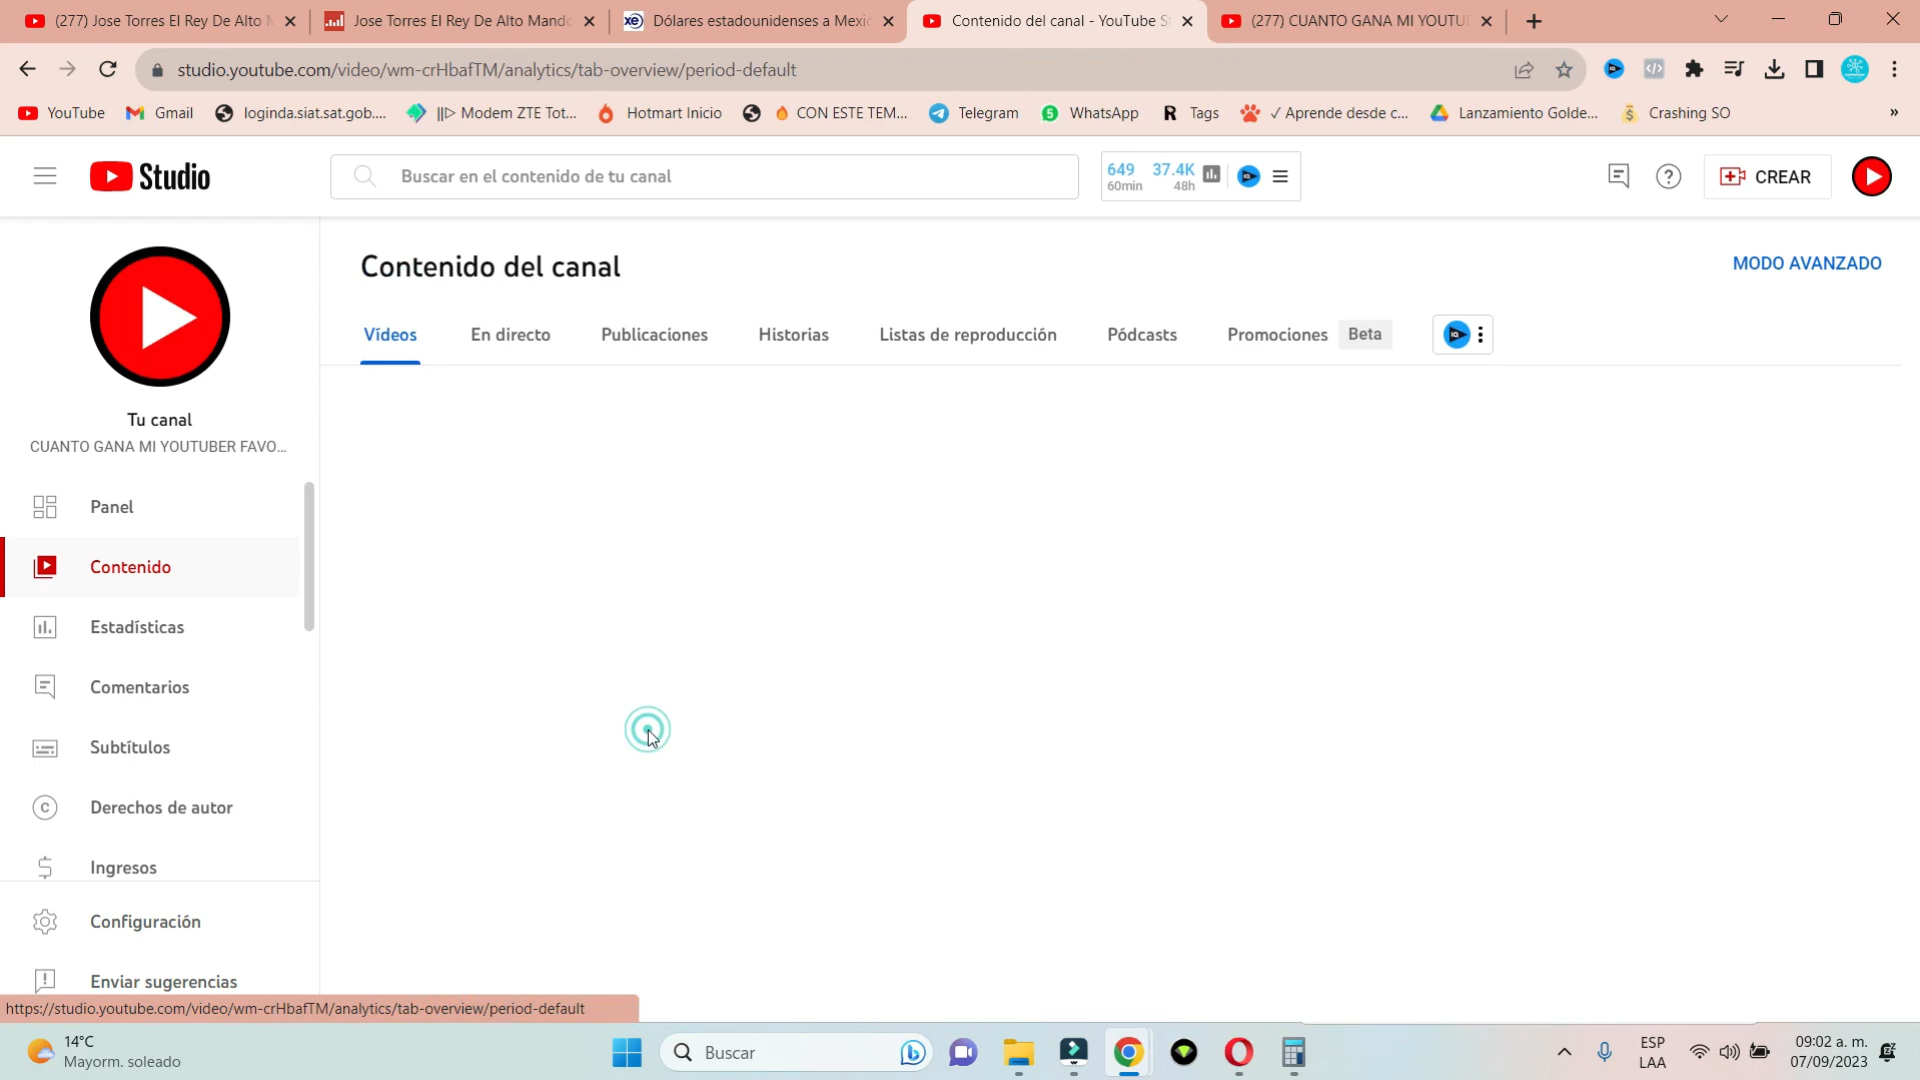 (277) Jose Torres El Rey De Alto M
Jose Torres El Rey De Alto Mando
Dólares estadounidenses a Mexic
Contenido del canal - YouTube S
(277) CUANTO GANA MI YOUTU
studio.youtube.com/video/wm-crHbafTM/analytics/tab-overview/period-default
YouTube
Gmail
loginda.siat.sat.gob....
||▷ Modem ZTE Tot...
Hotmart Inicio
CON ESTE TEM...
Telegram
WhatsApp
R Tags
✓ Aprende desde c...
Lanzamiento Golde...
Crashing SO
»
Studio
Buscar en el contenido de tu canal
649
60min
37.4K
48h
CREAR
Contenido del canal
MODO AVANZADO
Vídeos
En directo
Publicaciones
Historias
Listas de reproducción
Pódcasts
Promociones
Beta
Tu canal
CUANTO GANA MI YOUTUBER FAVO...
Panel
Contenido
Estadísticas
Comentarios
Subtítulos
Derechos de autor
Ingresos
Configuración
Enviar sugerencias
https://studio.youtube.com/video/wm-crHbafTM/analytics/tab-overview/period-default
14°C
Mayorm. soleado
Buscar
ESP
LAA
09:02 a. m.
07/09/2023